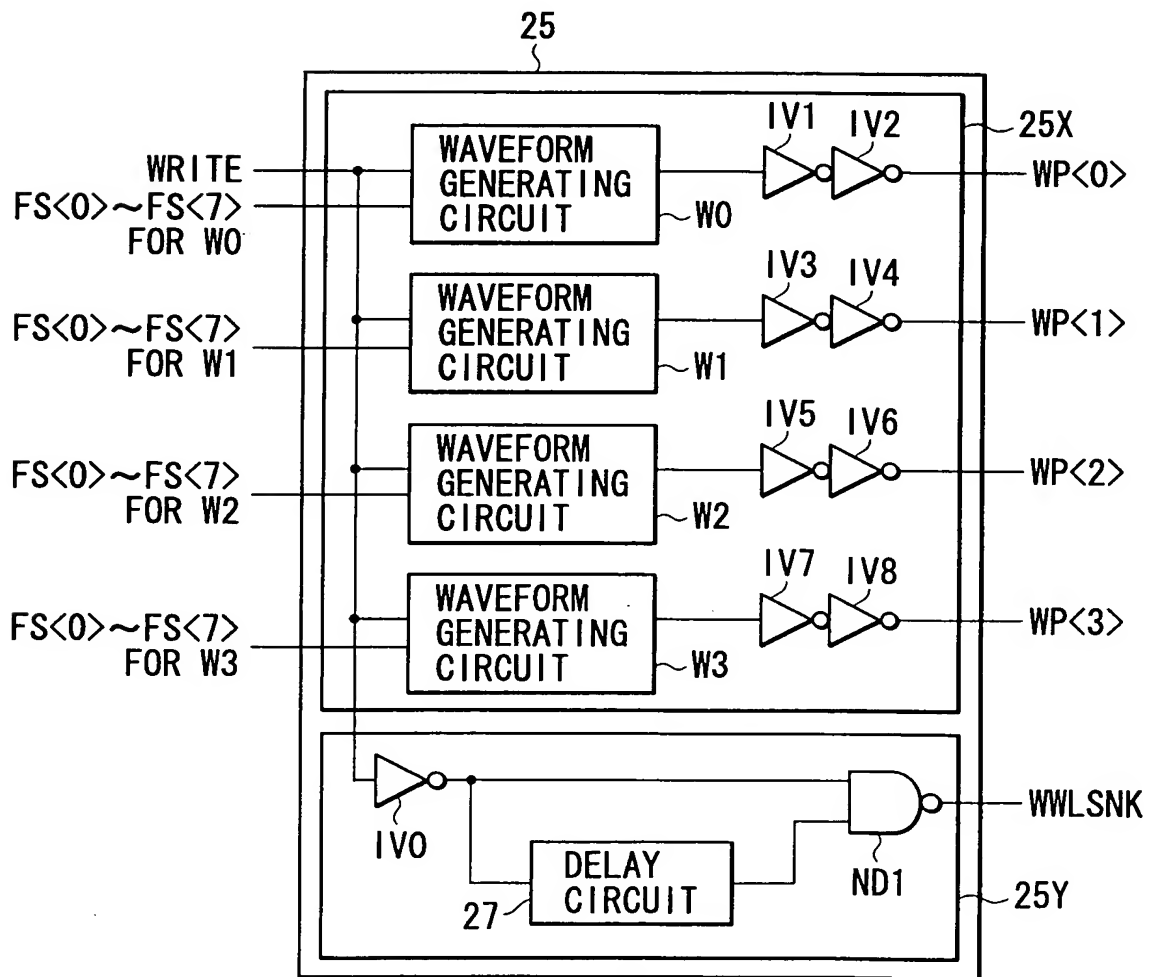 25
IV1 IV2
25X
WRITE
WAVEFORM
GENERATING
CIRCUIT
WP<0>
FS<0>~FS<7>
FOR W0
W0
IV3 IV4
FS<0>~FS<7>
FOR W1
WAVEFORM
GENERATING
CIRCUIT
WP<1>
W1
IV5 IV6
FS<0>~FS<7>
FOR W2
WAVEFORM
GENERATING
CIRCUIT
WP<2>
W2
IV7 IV8
FS<0>~FS<7>
FOR W3
WAVEFORM
GENERATING
CIRCUIT
WP<3>
W3
IV0
WWLSNK
ND1
27
DELAY
CIRCUIT
25Y